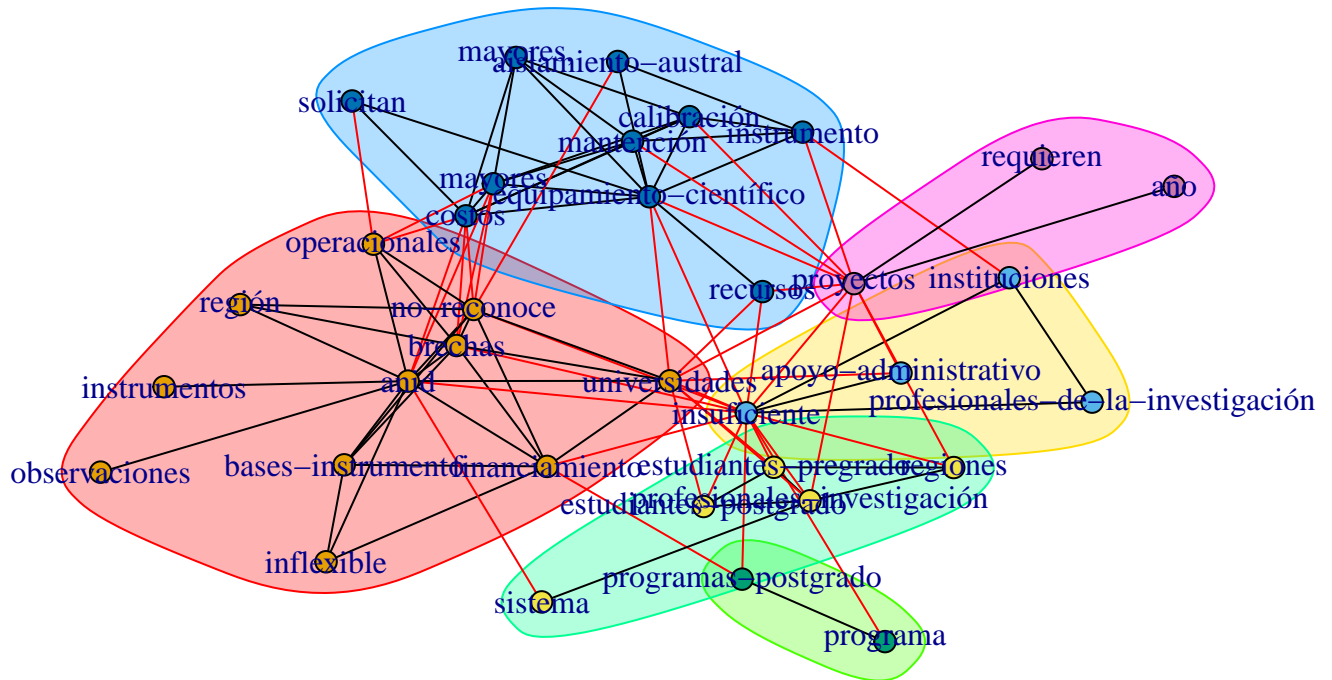 mayores.
aislamiento-austral
solicitan
calibración
mantención
instrumento
requieren
mayores
año
equipamiento-científico
costos
operacionales
proyectos
instituciones
recursos
región
no-reconoce
brechas
apoyo-administrativo
anid
universidades
instrumentos
profesionales-de-la-investigación
insuficiente
bases-instrumento
financiamiento
estudiantes-pregrado
regiones
observaciones
profesionales-investigación
estudiantes-postgrado
inflexible
programas-postgrado
sistema
programa